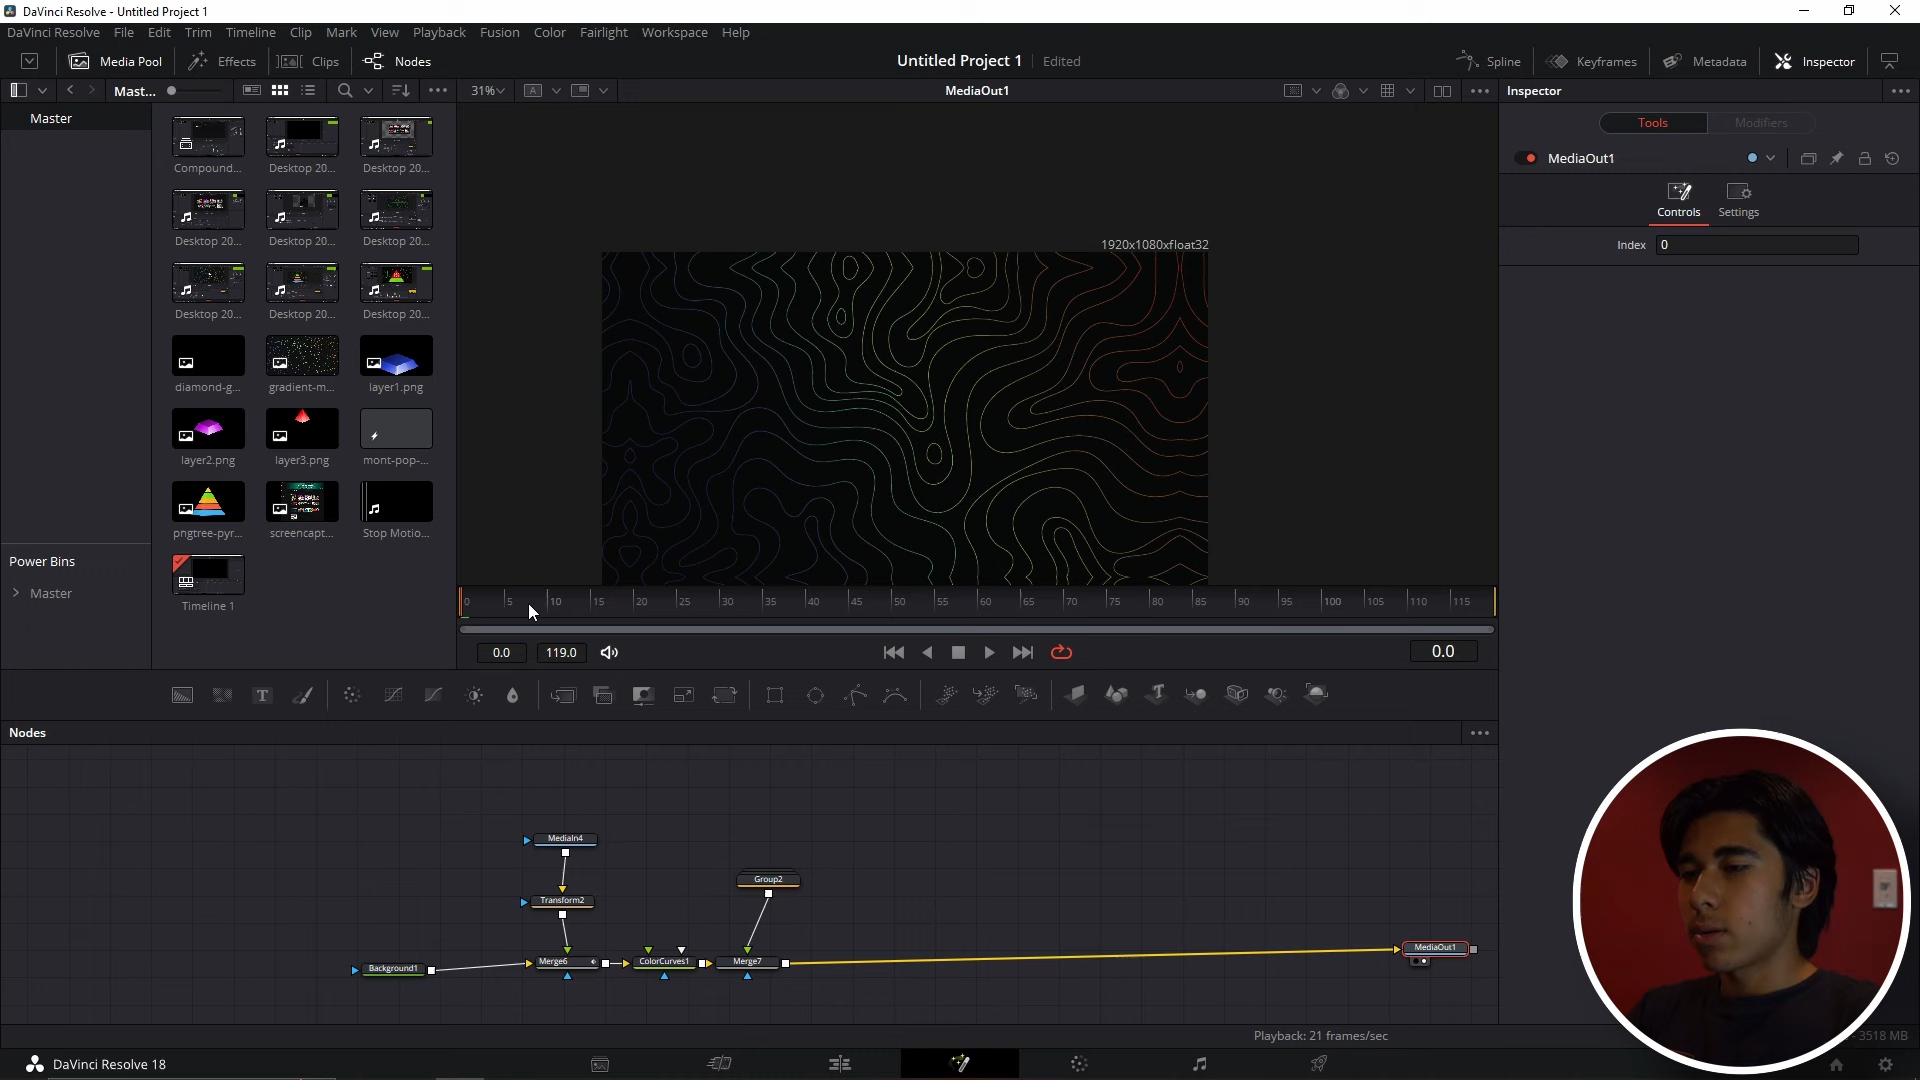 DaVinci Resolve - Untitled Project 1
DaVinci Resolve File Edit Trim Timeline Clip Mark View Playback Fusion Color Fairlight Workspace Help
Media Pool Effects Clips Nodes
Untitled Project 1 Edited
Spline Keyframes Metadata Inspector
Mast... 31% A MediaOut1 Inspector
Master
Tools Modifiers
MediaOut1
Controls Settings
Index 0
Compound... Desktop 20... Desktop 20...
Desktop 20... Desktop 20... Desktop 20...
Desktop 20... Desktop 20... Desktop 20...
diamond-g... gradient-m... layer1.png
layer2.png layer3.png mont-pop-...
pngtree-pyr... screencapt... Stop Motio...
Timeline 1
Power Bins
Master
1920x1080xfloat32
0 5 10 15 20 25 30 35 40 45 50 55 60 65 70 75 80 85 90 95 100 105 110 115
0.0 119.0 0.0
T T
Nodes
MediaIn4
Group2
Transform2
Background1 Merge6 ColorCurves1 Merge7 MediaOut1
Playback: 21 frames/sec
3518 MB
DaVinci Resolve 18